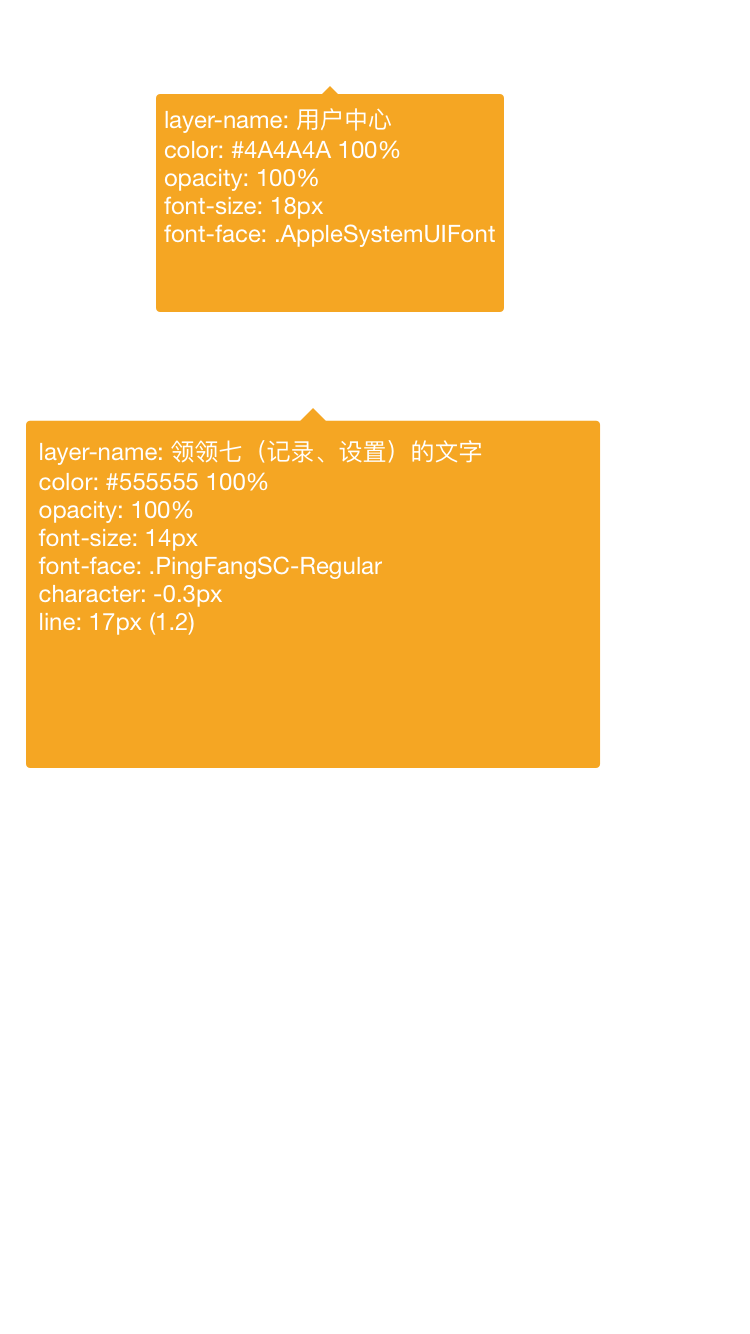 layer-name: 用户中心
color: #4A4A4A 100%
opacity: 100%
font-size: 18px
font-face: .AppleSystemUIFont
layer-name: 领领七（记录、设置）的文字
color: #555555 100%
opacity: 100%
font-size: 14px
font-face: .PingFangSC-Regular
character: -0.3px
line: 17px (1.2)